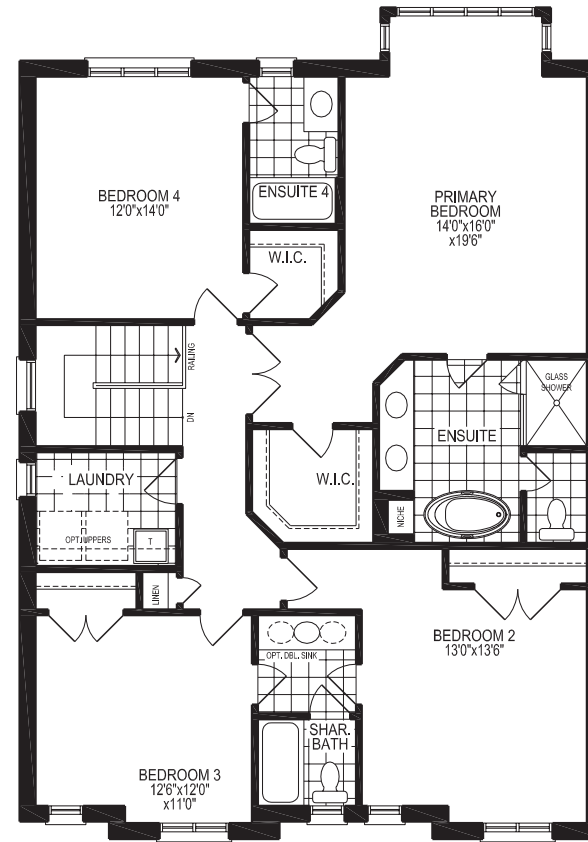 BEDROOM 4
12'0"x14'0"
ENSUITE 4
PRIMARY
BEDROOM
14'0"x16'0"
x19'6"
W.I.C.
RAILING
DN
GLASS
SHOWER
ENSUITE
W.I.C.
NICHE
LAUNDRY
OPT.UPPERS
T
LINEN
OPT. DBL. SINK
BEDROOM 2
13'0"x13'6"
SHAR.
BATH
BEDROOM 3
12'6"x12'0"
x11'0"